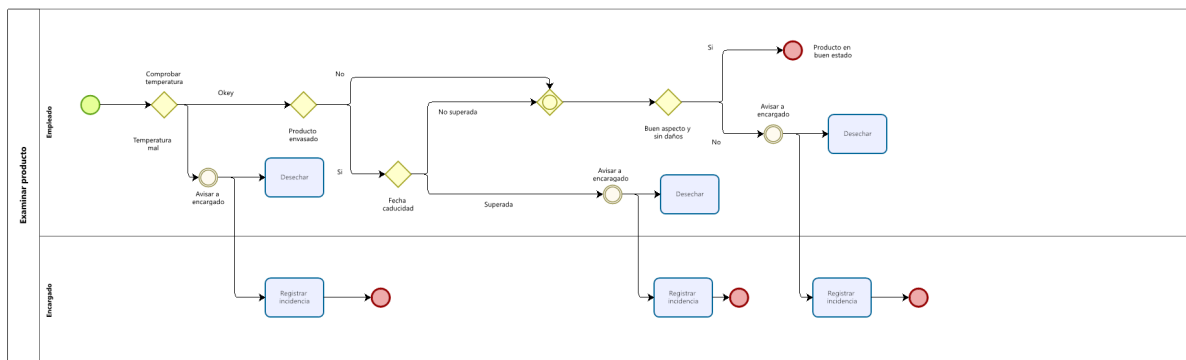 Examinar producto
Empleado
Comprobar
temperatura
Okey
Temperatura
mal
Avisar a
encargado
Desechar
Producto
envasado
No
Si
Fecha
caducidad
No superada
Superada
Avisar a
encaragado
Desechar
Buen aspecto y
sin daños
Si
No
Producto en
buen estado
Avisar a
encargado
Desechar
Encargado
Registrar
incidencia
Registrar
incidencia
Registrar
incidencia